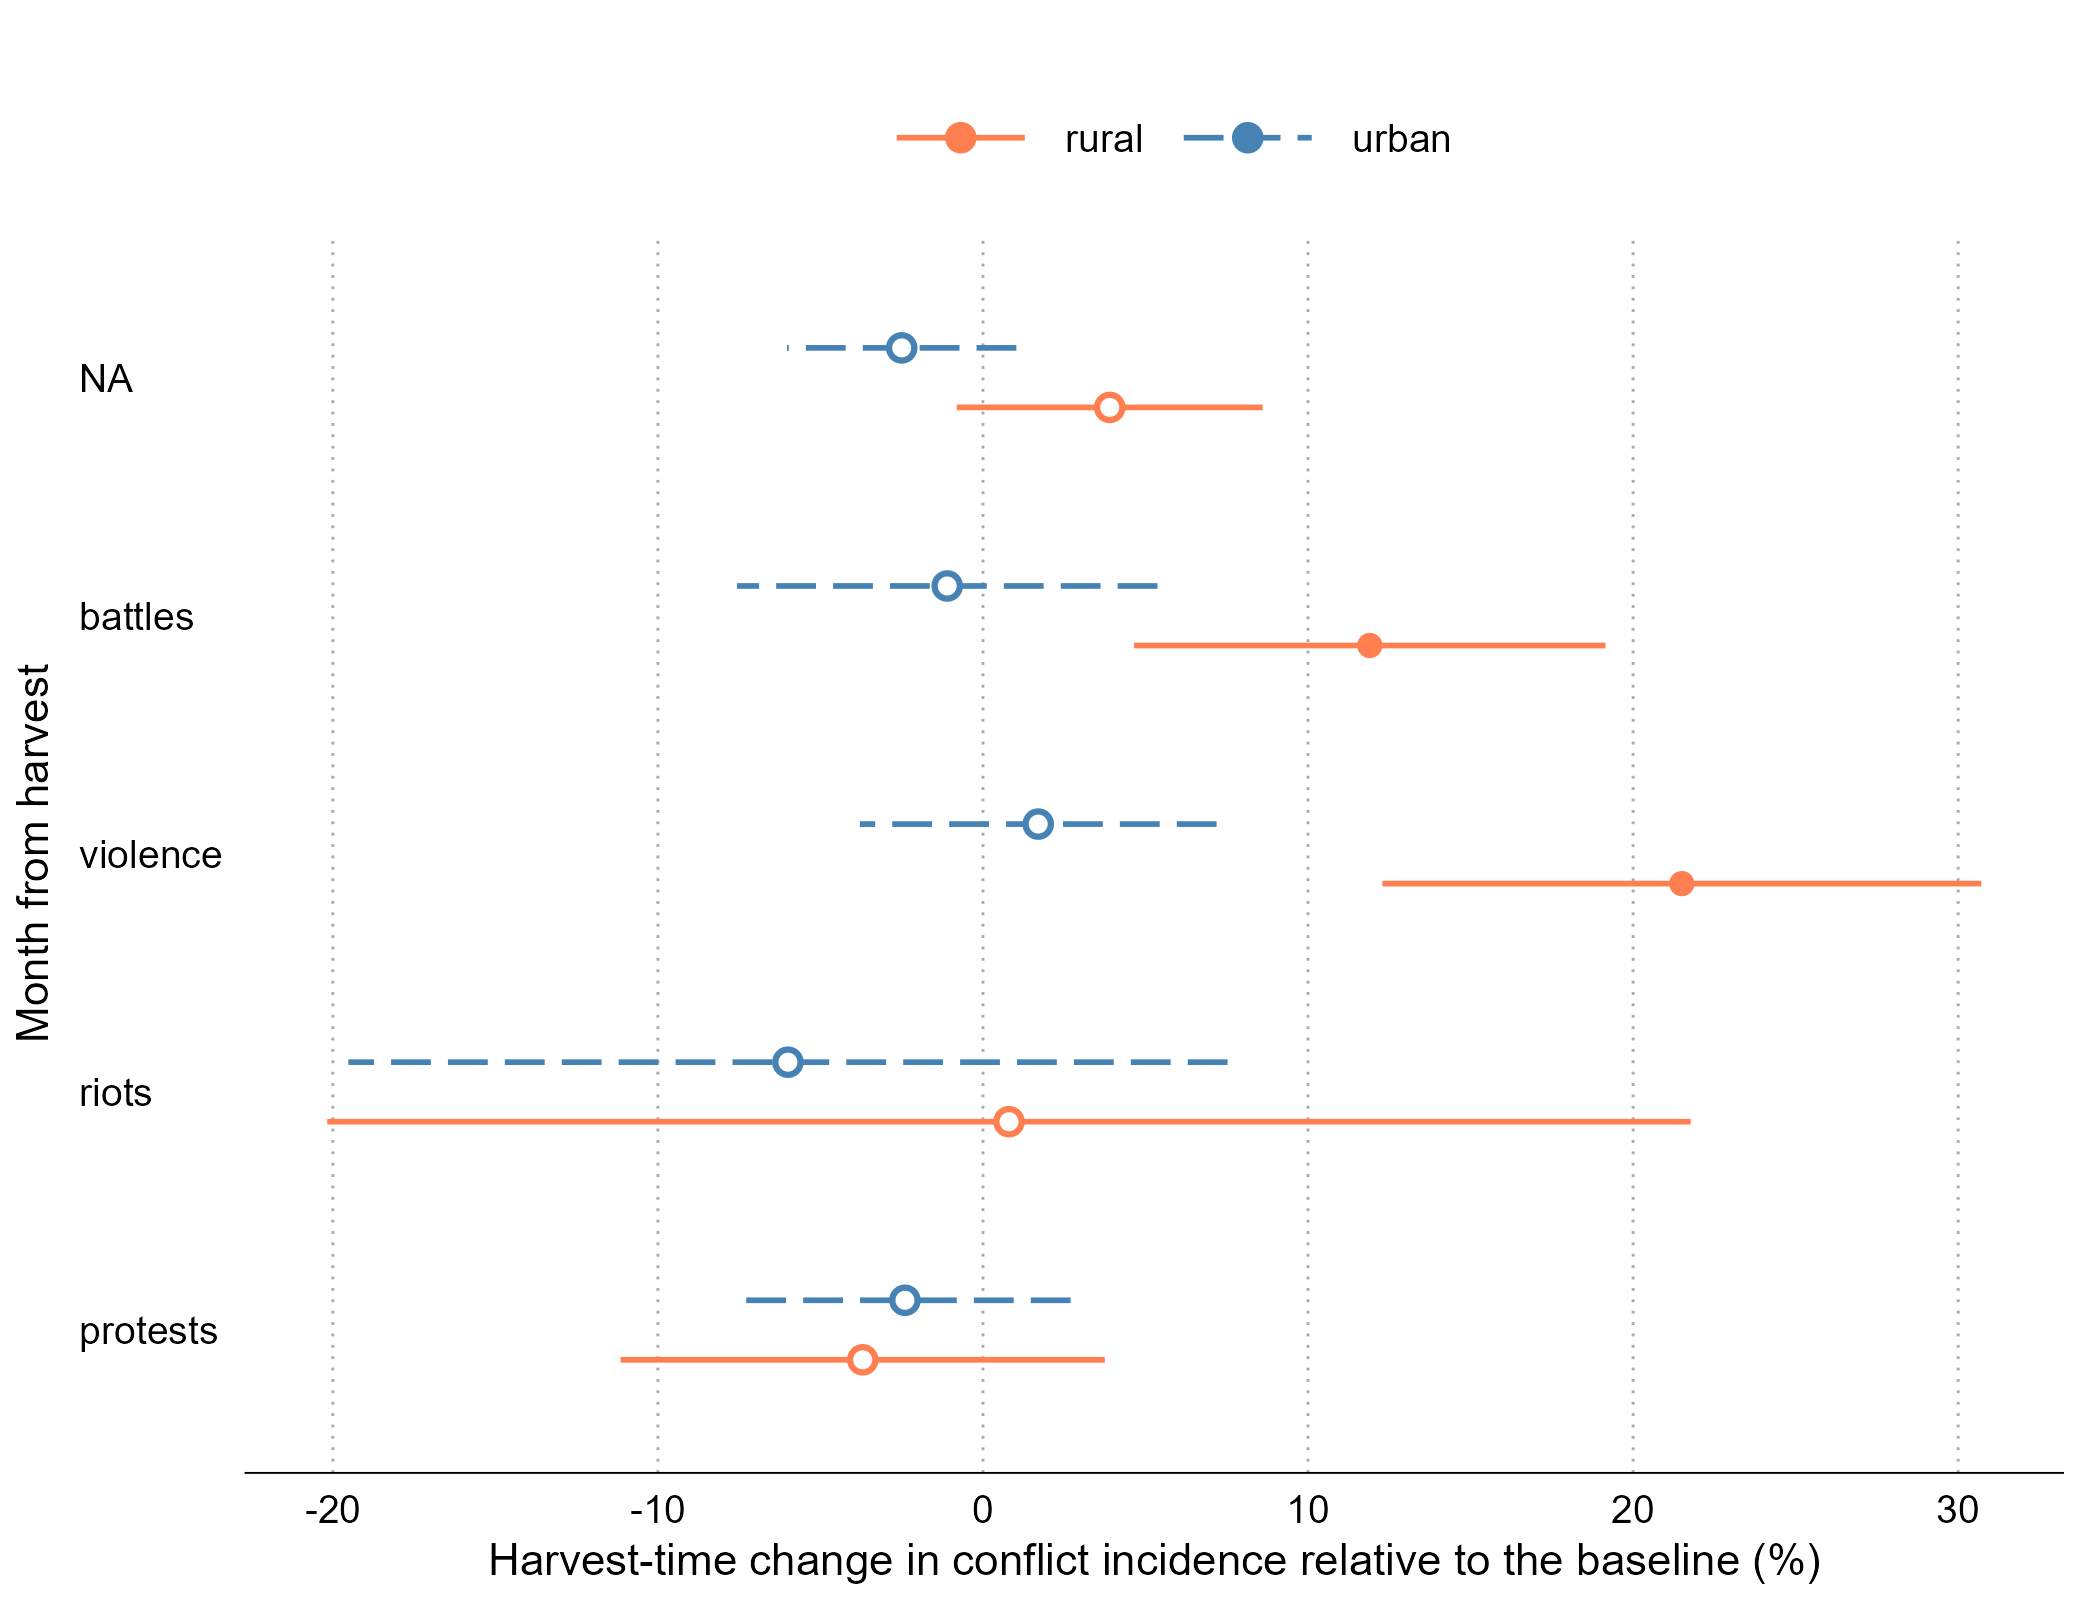 rural urban
NA
battles
violence
riots
protests
Month from harvest
-20 -10 0 10 20 30
Harvest-time change in conflict incidence relative to the baseline (%)